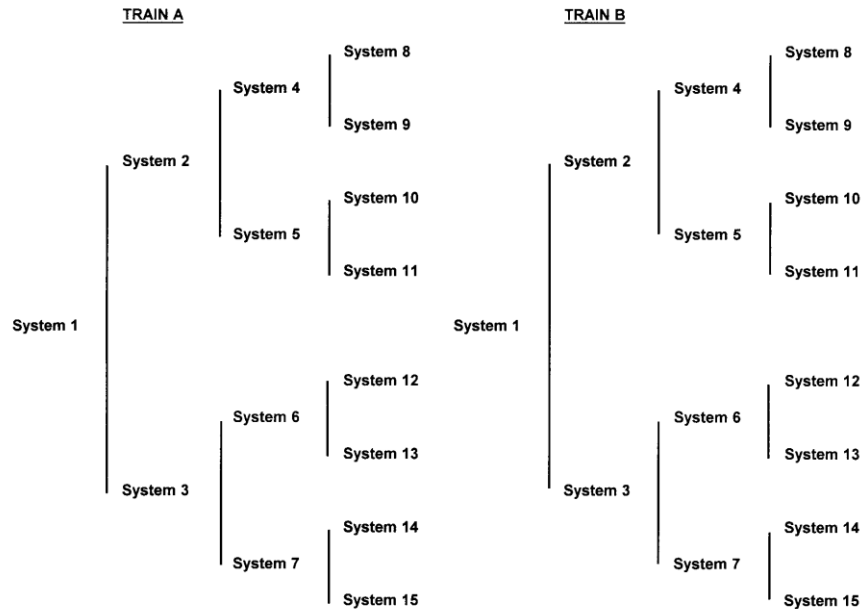 TRAIN A
System 8
System 4
System 9
System 2
System 10
System 5
System 11
System 1
System 12
System 6
System 13
System 3
System 14
System 7
System 15
TRAIN B
System 8
System 4
System 9
System 2
System 10
System 5
System 11
System 1
System 12
System 6
System 13
System 3
System 14
System 7
System 15